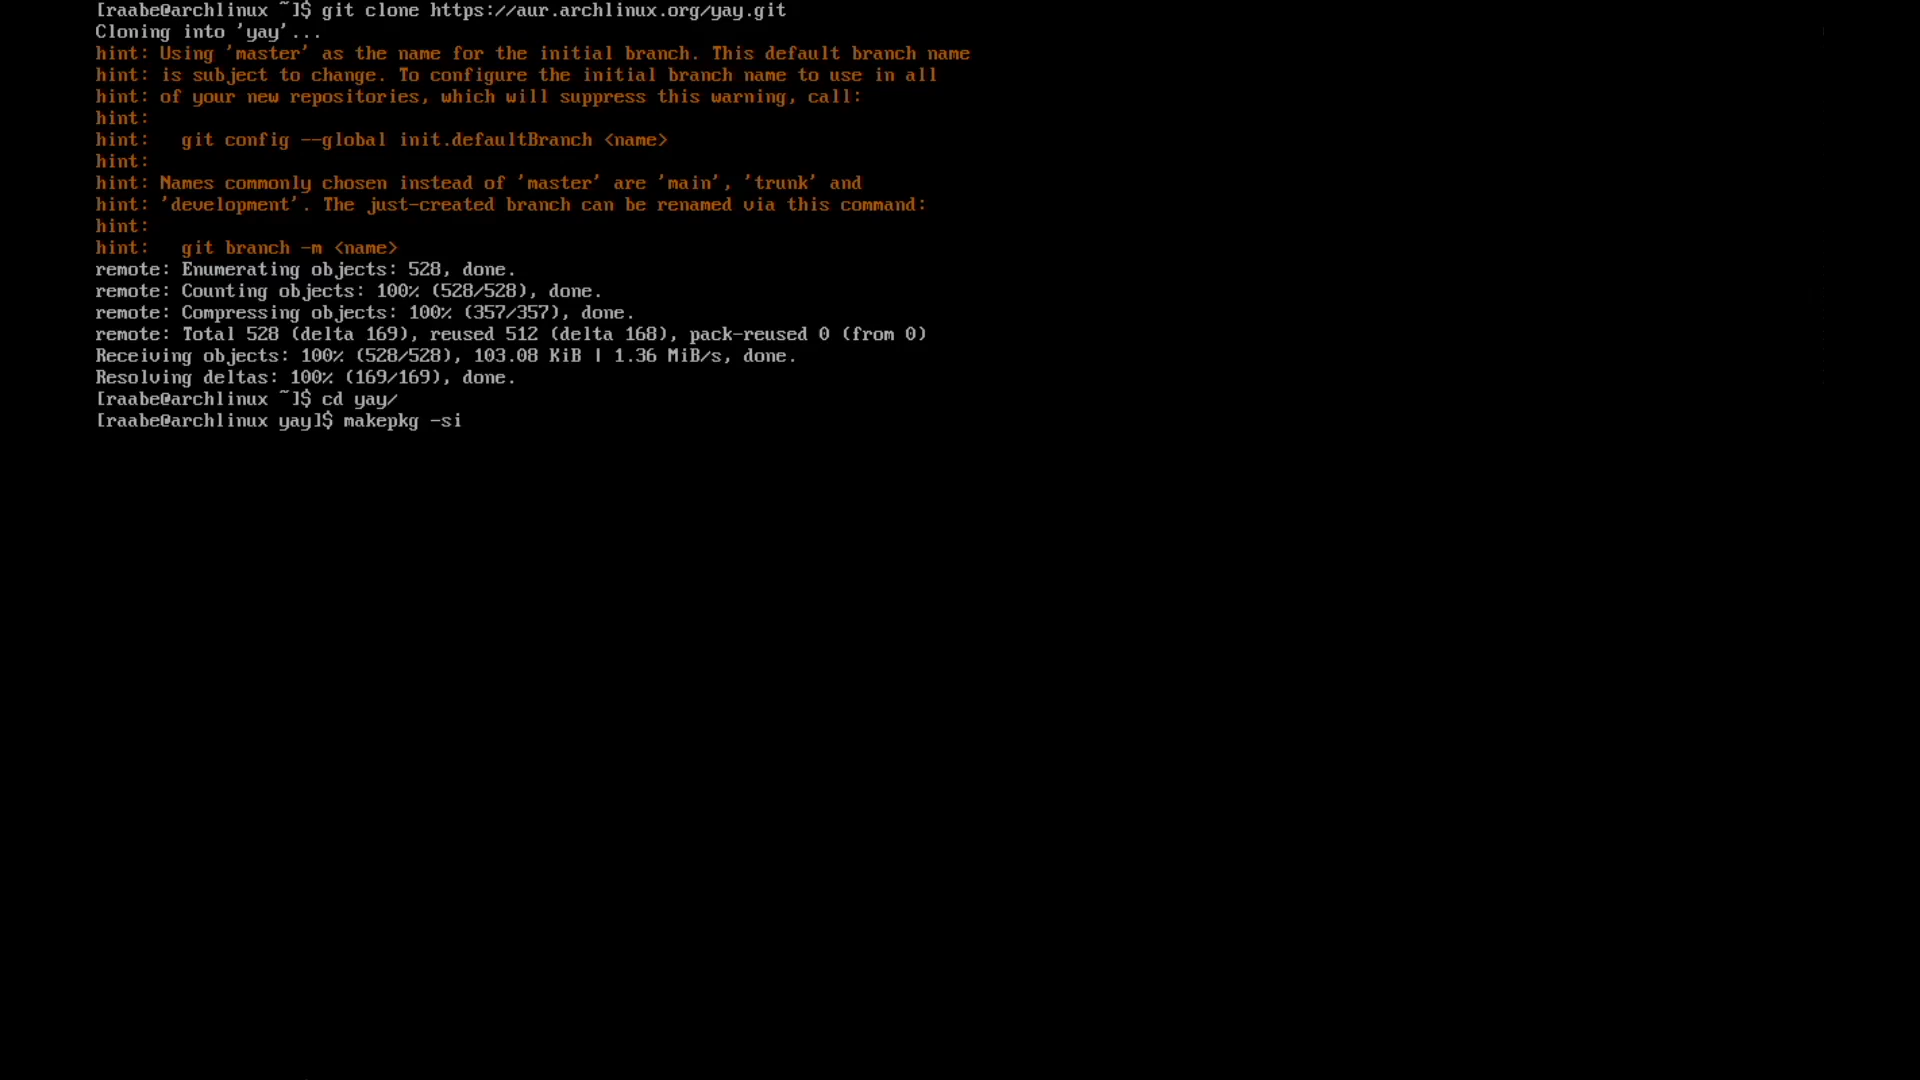 [raabe@archlinux ~]$ git clone https://aur.archlinux.org/yay.git
Cloning into 'yay'...
hint: Using 'master' as the name for the initial branch. This default branch name
hint: is subject to change. To configure the initial branch name to use in all
hint: of your new repositories, which will suppress this warning, call:
hint:
hint:   git config --global init.defaultBranch <name>
hint:
hint: Names commonly chosen instead of 'master' are 'main', 'trunk' and
hint: 'development'. The just-created branch can be renamed via this command:
hint:
hint:   git branch -m <name>
remote: Enumerating objects: 528, done.
remote: Counting objects: 100% (528/528), done.
remote: Compressing objects: 100% (357/357), done.
remote: Total 528 (delta 169), reused 512 (delta 168), pack-reused 0 (from 0)
Receiving objects: 100% (528/528), 103.08 KiB | 1.36 MiB/s, done.
Resolving deltas: 100% (169/169), done.
[raabe@archlinux ~]$ cd yay/
[raabe@archlinux yay]$ makepkg -si